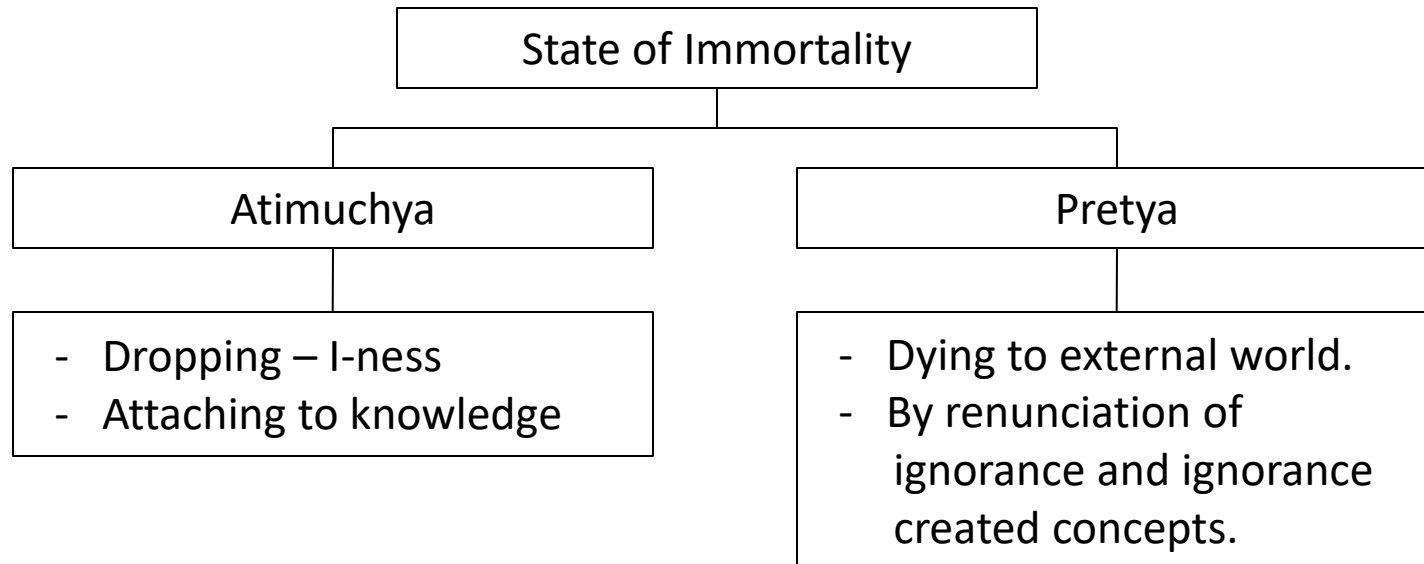 State of Immortality
Atimuchya
Pretya
- Dropping – I-ness
- Attaching to knowledge
- Dying to external world.
- By renunciation of
ignorance and ignorance
created concepts.